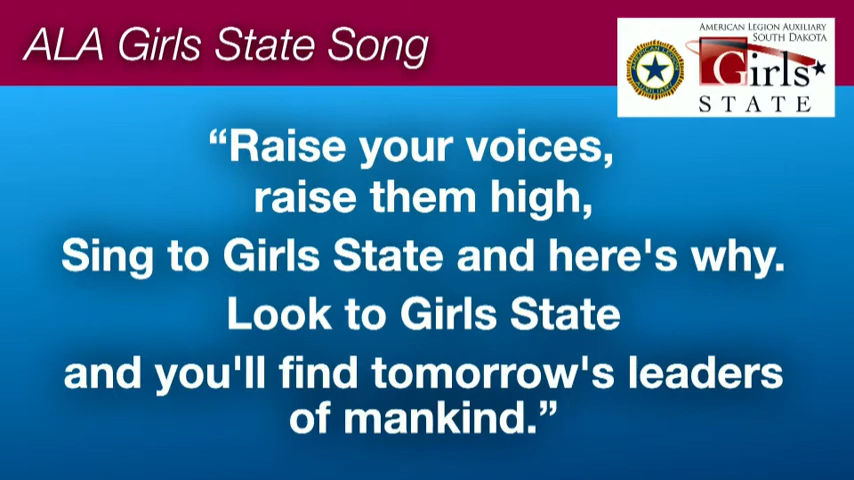 ALA Girls State Song
AMERICAN LEGION AUXILIARY
SOUTH DAKOTA
Girls
STATE
“Raise your voices,
raise them high,
Sing to Girls State and here's why.
Look to Girls State
and you'll find tomorrow's leaders
of mankind.”